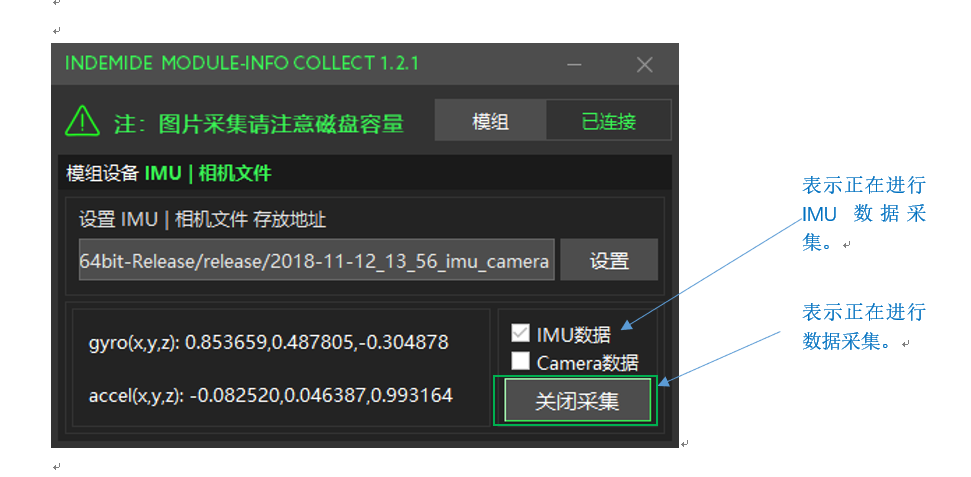 INDEMIDE MODULE-INFO COLLECT 1.2.1
注：图片采集请注意磁盘容量
模组
已连接
模组设备 IMU | 相机文件
设置 IMU | 相机文件 存放地址
64bit-Release/release/2018-11-12_13_56_imu_camera
设置
gyro(x,y,z): 0.853659,0.487805,-0.304878
accel(x,y,z): -0.082520,0.046387,0.993164
IMU数据
Camera数据
关闭采集
表示正在进行
IMU 数据采
集。
表示正在进行
数据采集。